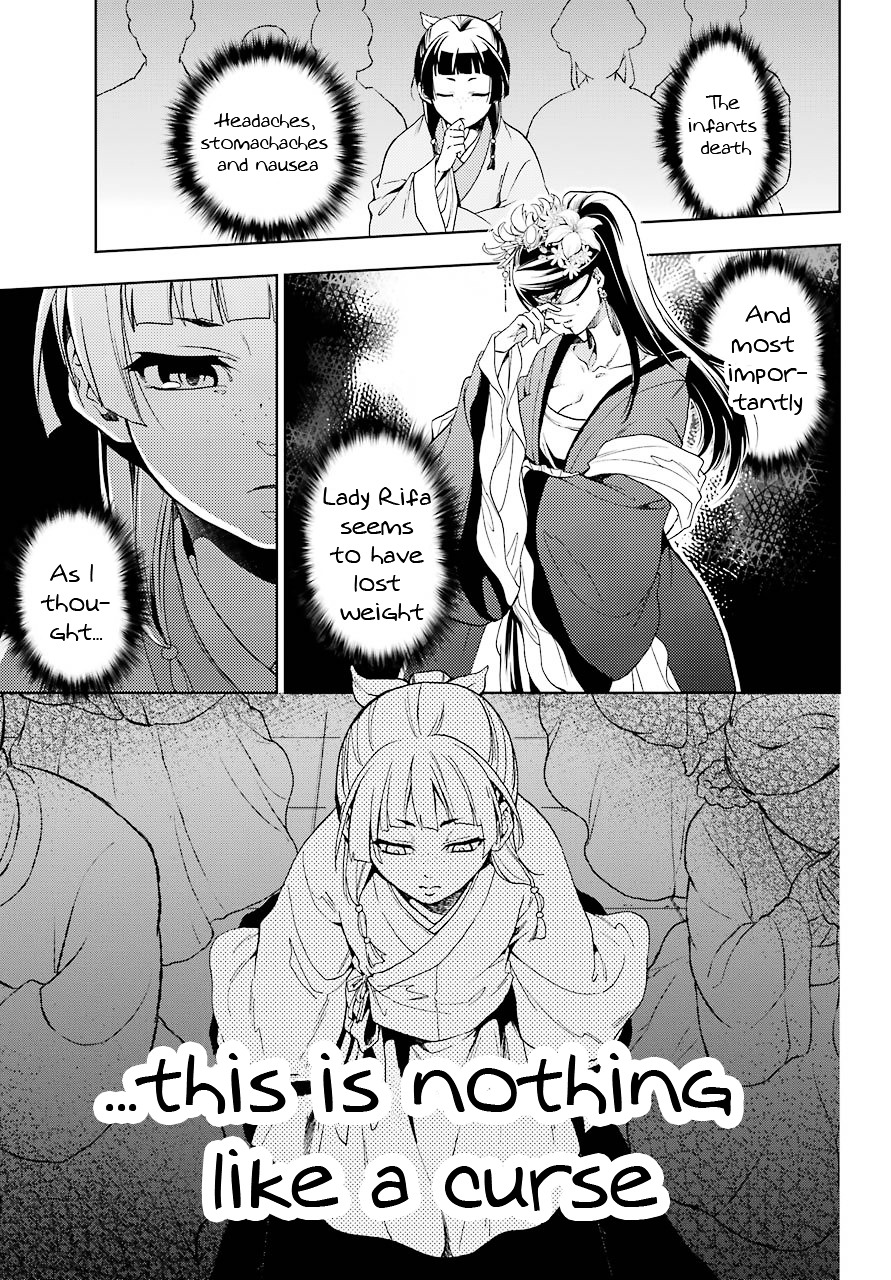 The
infants
death
Headaches,
stomachaches
and nausea
And
most
impor-
tantly
Lady Rifa
seems
to have
lost
weight
As I
thou-
ght...
...this is nothing
like a curse